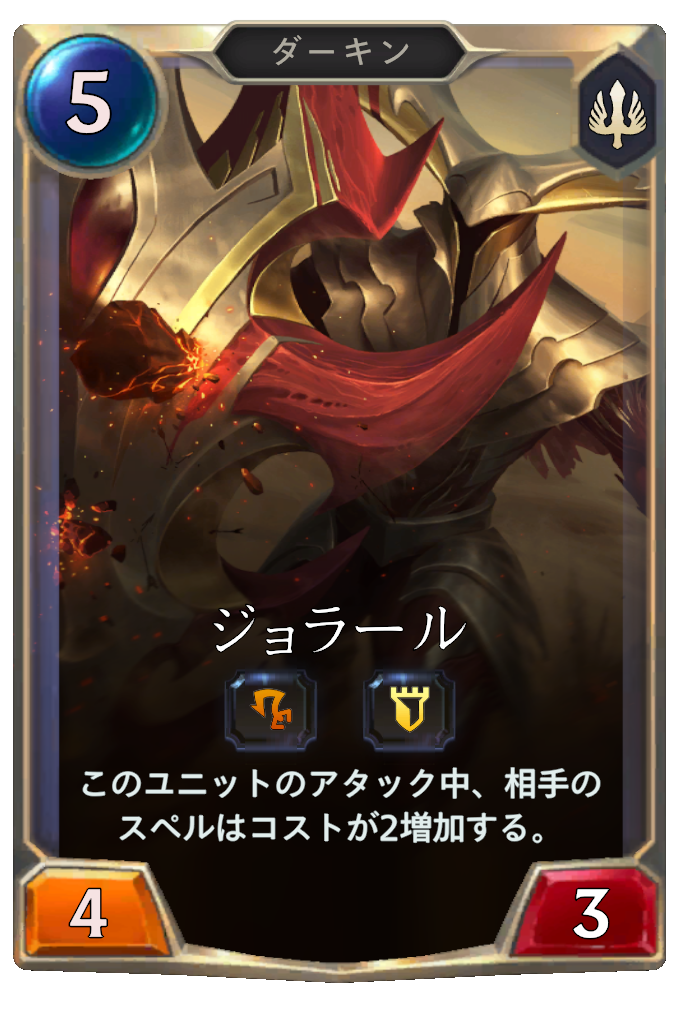 ダーキン
5
ジョラール
このユニットのアタック中、相手の
スペルはコストが2増加する。
4
3